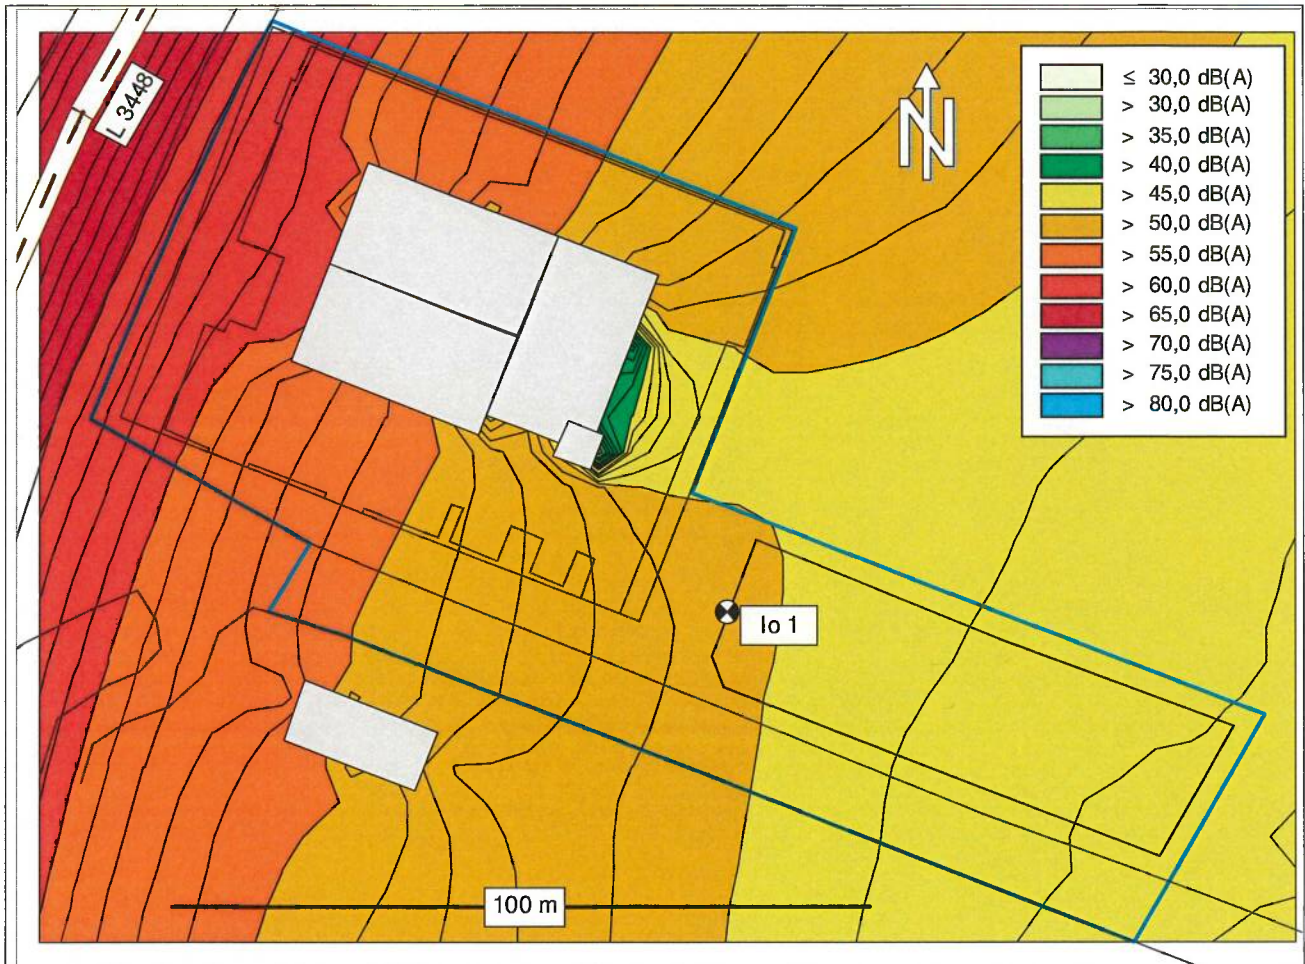 L 3448
N
≤ 30,0 dB(A)
> 30,0 dB(A)
> 35,0 dB(A)
> 40,0 dB(A)
> 45,0 dB(A)
> 50,0 dB(A)
> 55,0 dB(A)
> 60,0 dB(A)
> 65,0 dB(A)
> 70,0 dB(A)
> 75,0 dB(A)
> 80,0 dB(A)
Io 1
100 m